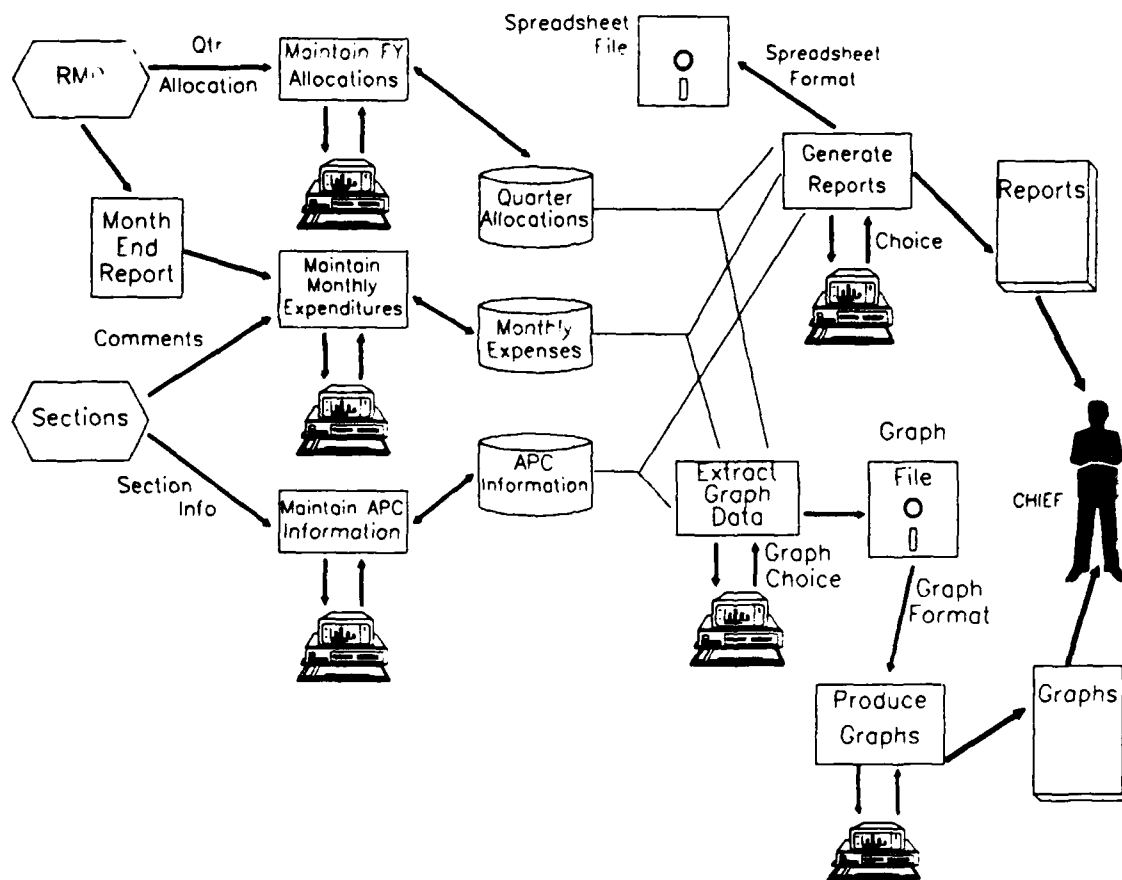 Qtr
Allocation
Maintain FY
Allocations
Spreadsheet
File
Spreadsheet
Format
Generate
Reports
Reports
Choice
Quarter
Allocations
Month
End
Report
Maintain
Monthly
Expenditures
Monthly
Expenses
Comments
Sections
Section
Info
Maintain APC
Information
APC
Information
Extract
Graph
Data
Graph
Choice
Graph
File
Graph
Format
CHIEF
Produce
Graphs
Graphs